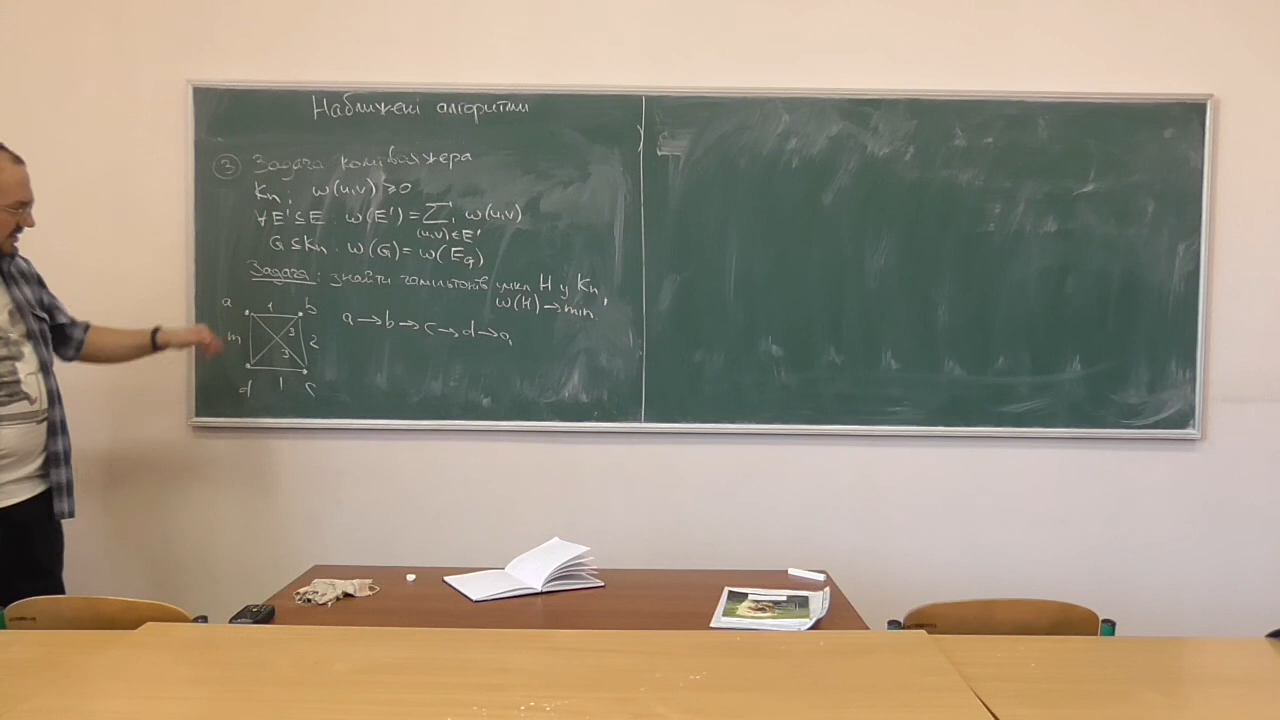 Наближені алгоритми
③ Задача комівояжера
Kn; w(u,v) ≥ 0
∀E' ⊆ E. w(E') = Σ w(u,v)
(u,v) ∈ E'
G ⊆ Kn. w(G) = w(E_G)
Задача: знайти гамільтонів цикл H у Kn,
w(H) → min.
a 1 b
a → b → c → d → a
m 3 2
3
d 1 c